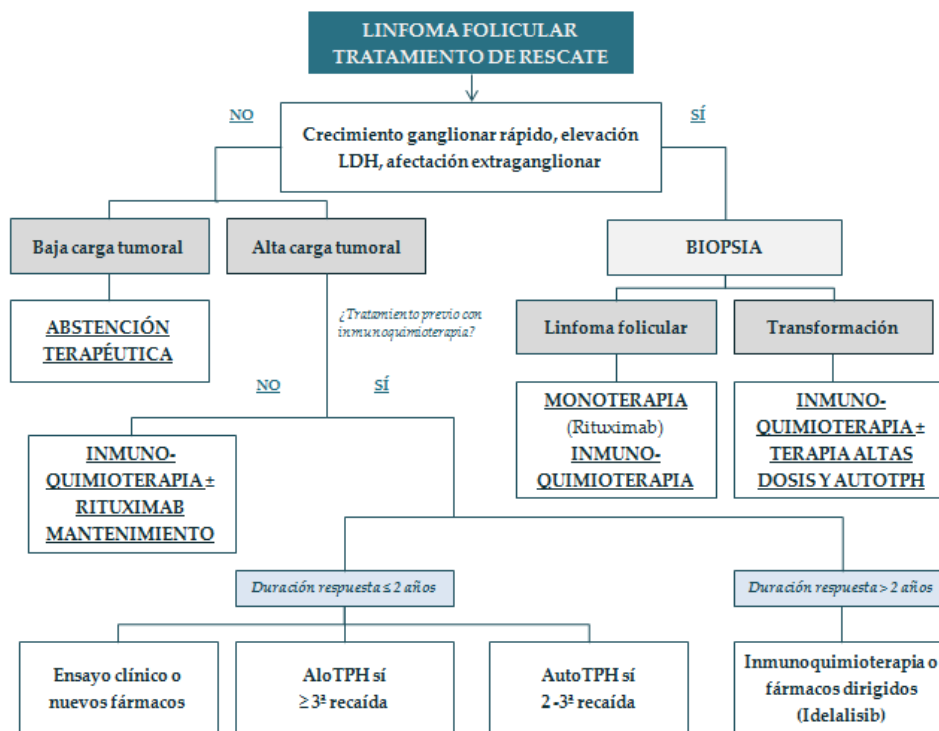 LINFOMA FOLICULAR
TRATAMIENTO DE RESCATE
NO
SÍ
Crecimiento ganglionar rápido, elevación
LDH, afectación extraganglionar
Baja carga tumoral
Alta carga tumoral
BIOPSIA
ABSTENCIÓN
TERAPÉUTICA
¿Tratamiento previo con
inmunoquimioterapia?
Linfoma folicular
Transformación
NO
SÍ
MONOTERAPIA
(Rituximab)
INMUNO-
QUIMIOTERAPIA
INMUNO-
QUIMIOTERAPIA ±
TERAPIA ALTAS
DOSIS Y AUTOTPH
INMUNO-
QUIMIOTERAPIA ±
RITUXIMAB
MANTENIMIENTO
Duración respuesta ≤ 2 años
Duración respuesta > 2 años
Ensayo clínico o
nuevos fármacos
AloTPH sí
≥ 3ª recaída
AutoTPH sí
2 -3ª recaída
Inmunoquimioterapia o
fármacos dirigidos
(Idelalisib)